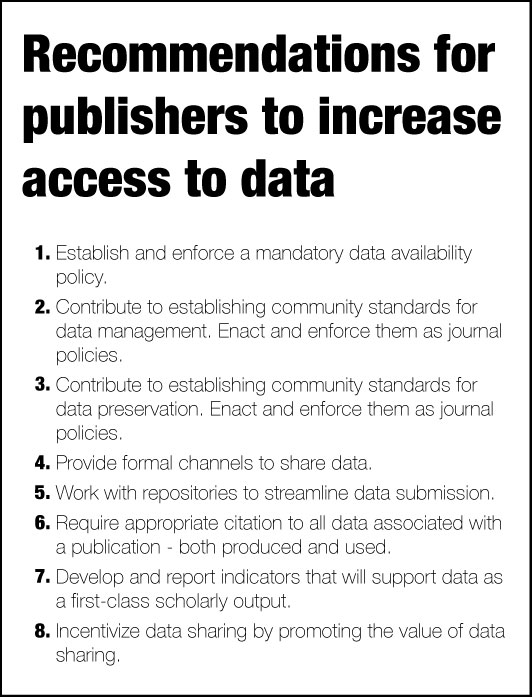 Recommendations for
publishers to increase
access to data
1. Establish and enforce a mandatory data availability
policy.
2. Contribute to establishing community standards for
data management. Enact and enforce them as journal
policies.
3. Contribute to establishing community standards for
data preservation. Enact and enforce them as journal
policies.
4. Provide formal channels to share data.
5. Work with repositories to streamline data submission.
6. Require appropriate citation to all data associated with
a publication - both produced and used.
7. Develop and report indicators that will support data as
a first-class scholarly output.
8. Incentivize data sharing by promoting the value of data
sharing.